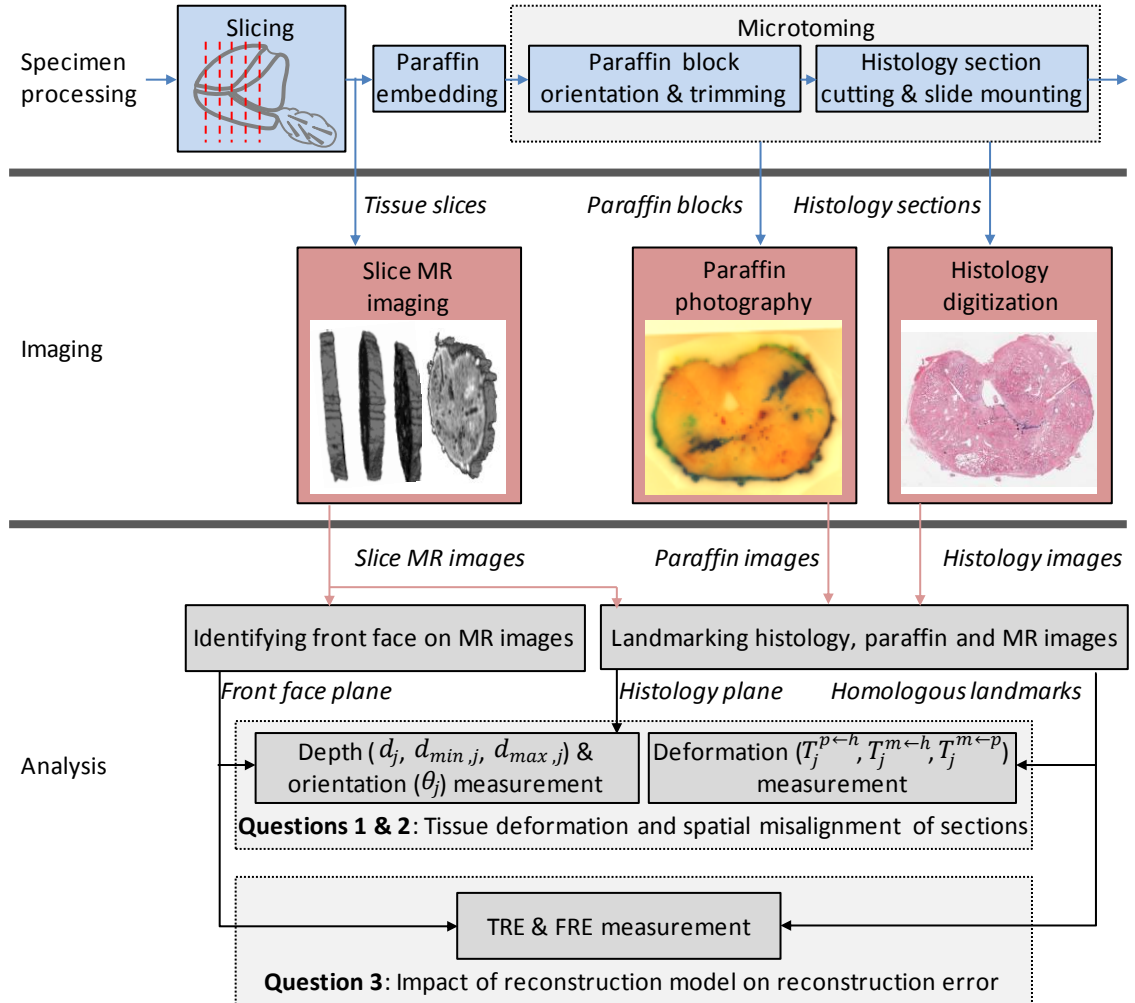 Slicing
Microtoming
Specimen
processing
Paraffin
embedding
Paraffin block
orientation & trimming
Histology section
cutting & slide mounting
Tissue slices
Paraffin blocks
Histology sections
Imaging
Slice MR
imaging
Paraffin
photography
Histology
digitization
Slice MR images
Paraffin images
Histology images
Analysis
Identifying front face on MR images
Landmarking histology, paraffin and MR images
Front face plane
Histology plane
Homologous landmarks
Depth ( d_j, d_{min,j}, d_{max,j}) &
orientation (θ_j) measurement
Deformation (T_j^{p←h}, T_j^{m←h}, T_j^{m←p})
measurement
Questions 1 & 2: Tissue deformation and spatial misalignment of sections
TRE & FRE measurement
Question 3: Impact of reconstruction model on reconstruction error